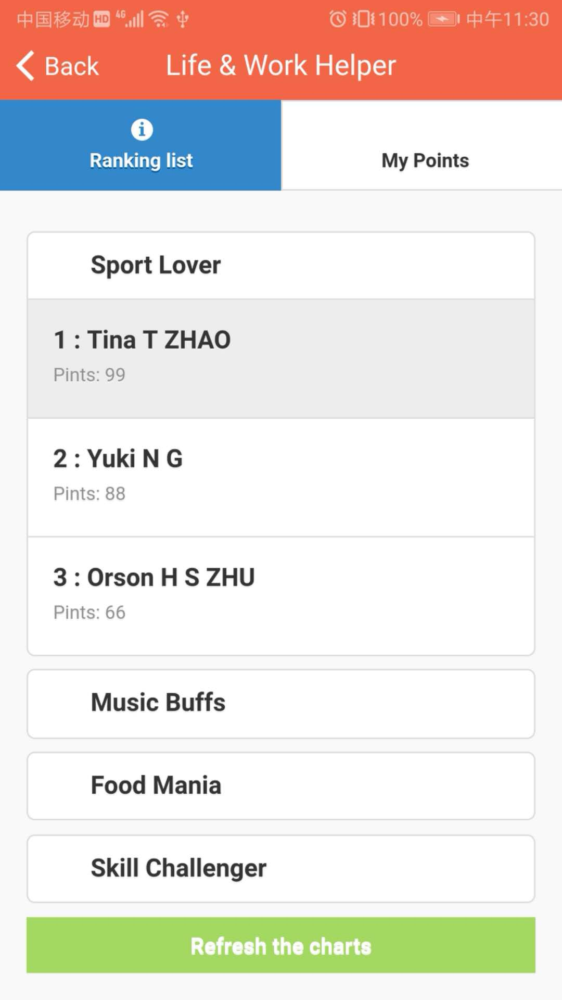 中国移动 HD 4G 100% 中午11:30
Back Life & Work Helper
Ranking list My Points
Sport Lover
1 : Tina T ZHAO
Pints: 99
2 : Yuki N G
Pints: 88
3 : Orson H S ZHU
Pints: 66
Music Buffs
Food Mania
Skill Challenger
Refresh the charts